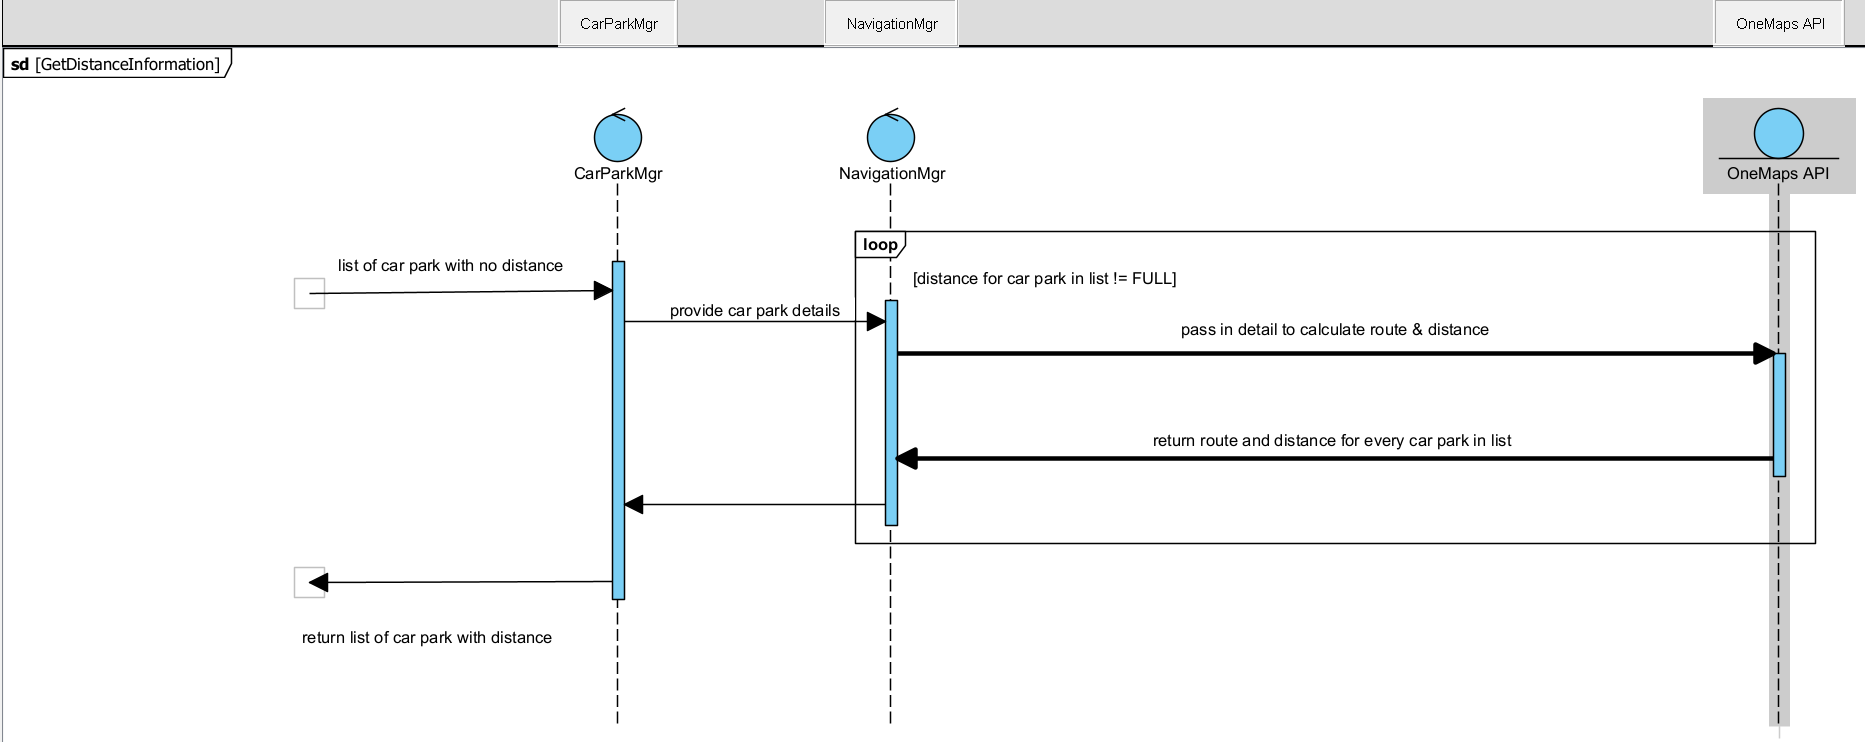 CarParkMgr
NavigationMgr
OneMaps API
sd [GetDistanceInformation]
CarParkMgr
NavigationMgr
OneMaps API
loop
list of car park with no distance
[distance for car park in list != FULL]
provide car park details
pass in detail to calculate route & distance
return route and distance for every car park in list
return list of car park with distance